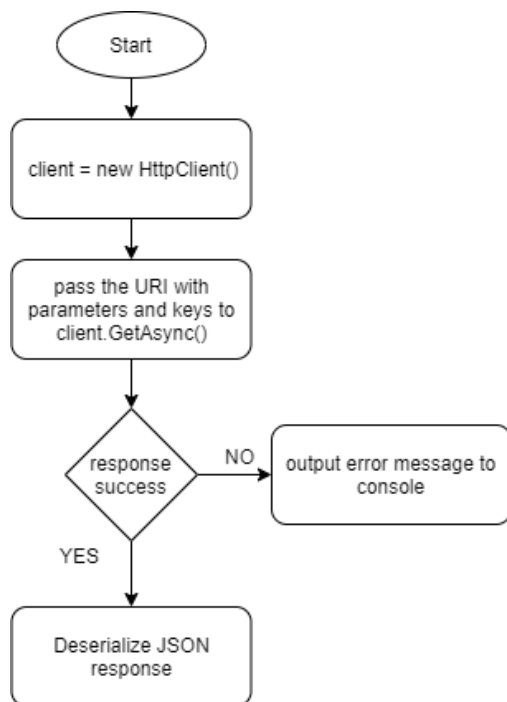 Start
client = new HttpClient()
pass the URI with
parameters and keys to
client.GetAsync()
response
success
NO
output error message to
console
YES
Deserialize JSON
response